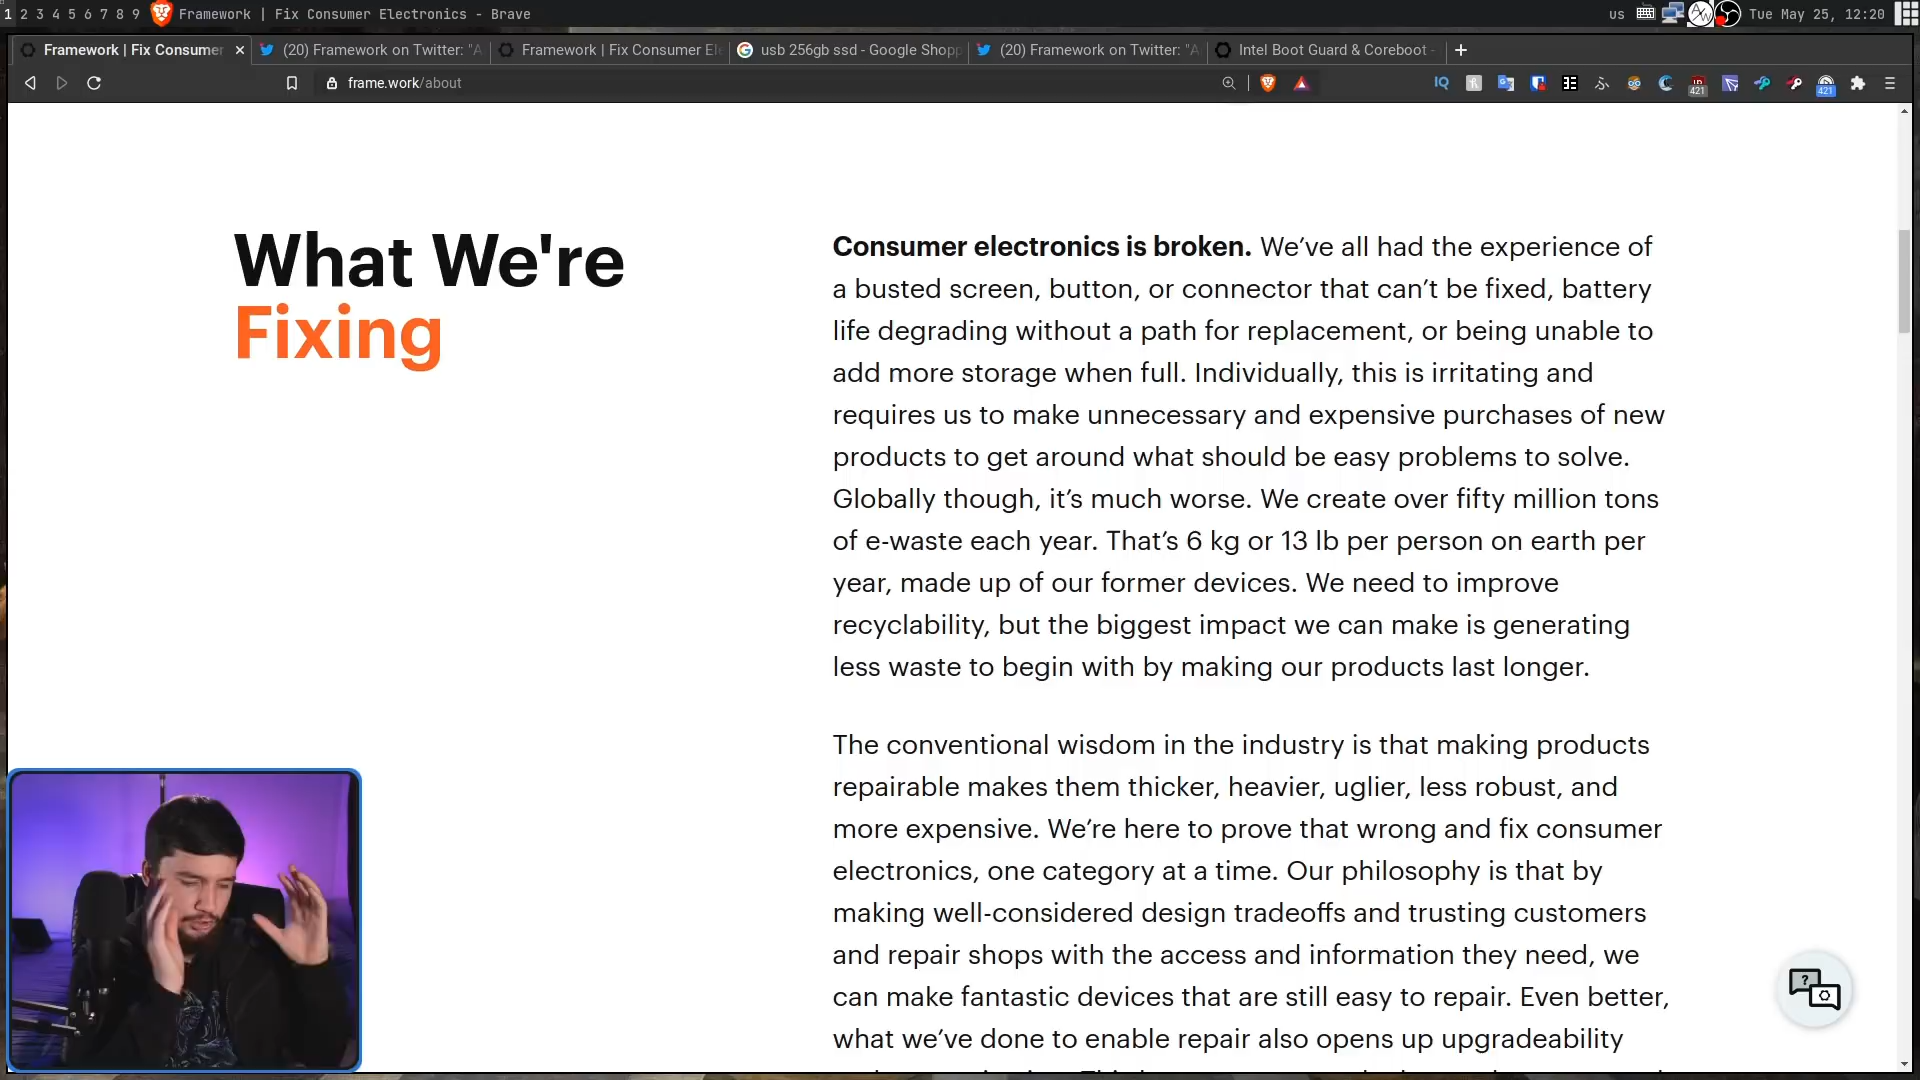 1 2 3 4 5 6 7 8 9 Framework | Fix Consumer Electronics - Brave
us Tue May 25, 12:20
Framework | Fix Consumer
(20) Framework on Twitter: "A
Framework | Fix Consumer Ele
usb 256gb ssd - Google Shopp
(20) Framework on Twitter: "A
Intel Boot Guard & Coreboot -
frame.work/about
IQ
421
421
What We're
Fixing
Consumer electronics is broken. We’ve all had the experience of
a busted screen, button, or connector that can’t be fixed, battery
life degrading without a path for replacement, or being unable to
add more storage when full. Individually, this is irritating and
requires us to make unnecessary and expensive purchases of new
products to get around what should be easy problems to solve.
Globally though, it’s much worse. We create over fifty million tons
of e-waste each year. That’s 6 kg or 13 lb per person on earth per
year, made up of our former devices. We need to improve
recyclability, but the biggest impact we can make is generating
less waste to begin with by making our products last longer.
The conventional wisdom in the industry is that making products
repairable makes them thicker, heavier, uglier, less robust, and
more expensive. We’re here to prove that wrong and fix consumer
electronics, one category at a time. Our philosophy is that by
making well-considered design tradeoffs and trusting customers
and repair shops with the access and information they need, we
can make fantastic devices that are still easy to repair. Even better,
what we’ve done to enable repair also opens up upgradeability